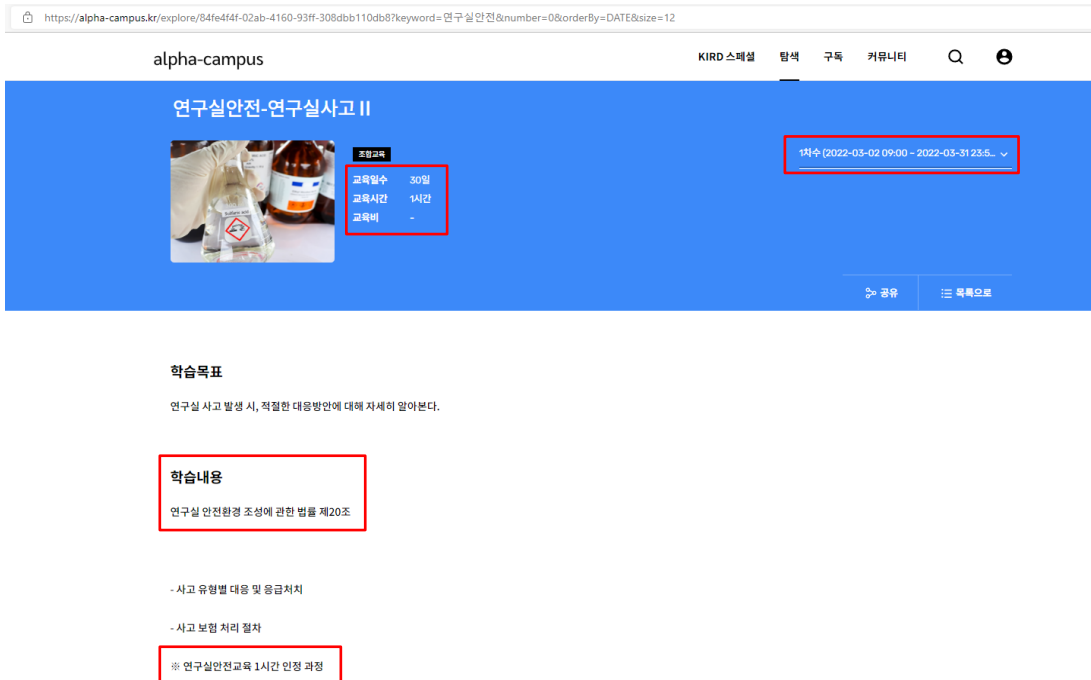 https://alpha-campus.kr/explore/84fe4f4f-02ab-4160-93ff-308dbb110db8?keyword=연구실안전&number=0&orderBy=DATE&size=12
alpha-campus
KIRD 스페셜 탐색 구독 커뮤니티
연구실안전-연구실사고 II
조합교육
교육일수 30일
교육시간 1시간
교육비 -
1차수 (2022-03-02 09:00 ~ 2022-03-31 23:5...
Sulfuric acid
공유 목록으로
학습목표
연구실 사고 발생 시, 적절한 대응방안에 대해 자세히 알아본다.
학습내용
연구실 안전환경 조성에 관한 법률 제20조
- 사고 유형별 대응 및 응급처치
- 사고 보험 처리 절차
※ 연구실안전교육 1시간 인정 과정